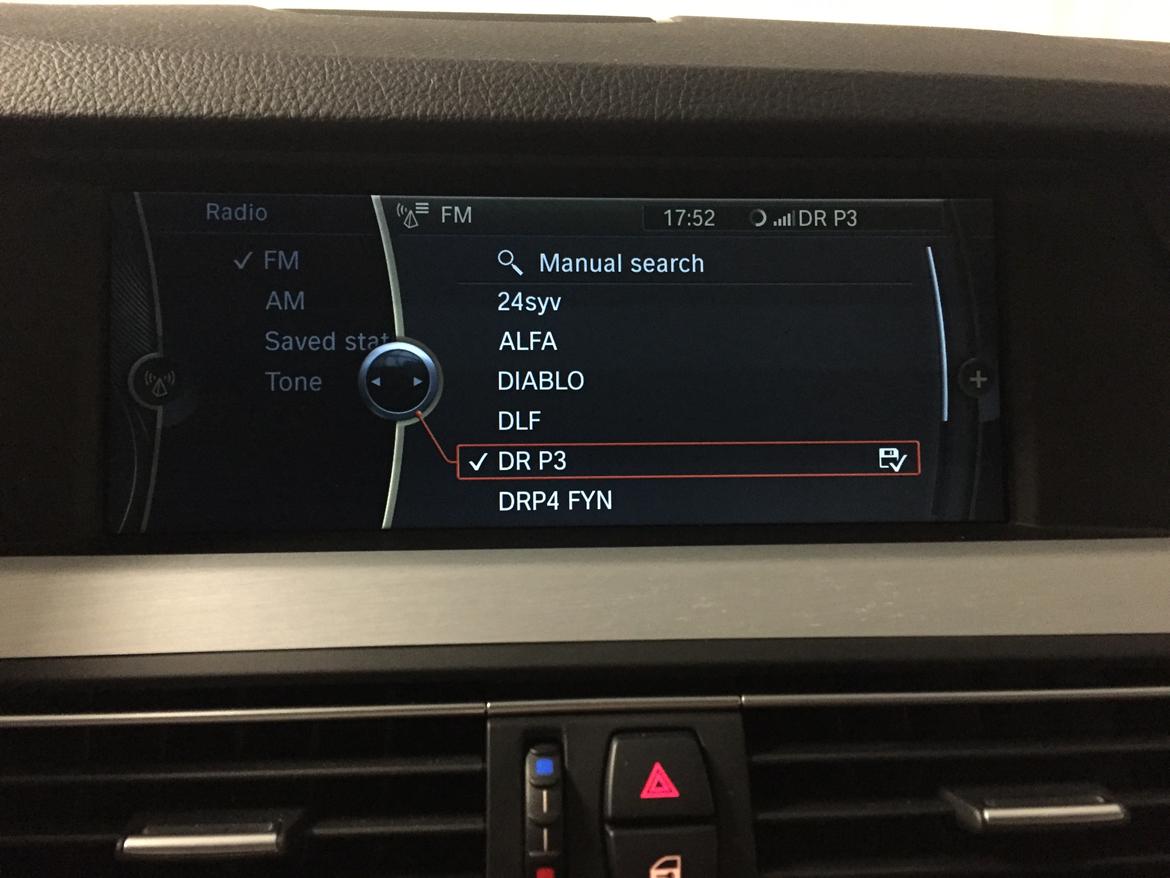 Radio
FM
17:52
DR P3
FM
AM
Saved stat
Tone
Manual search
24syv
ALFA
DIABLO
DLF
DR P3
DRP4 FYN